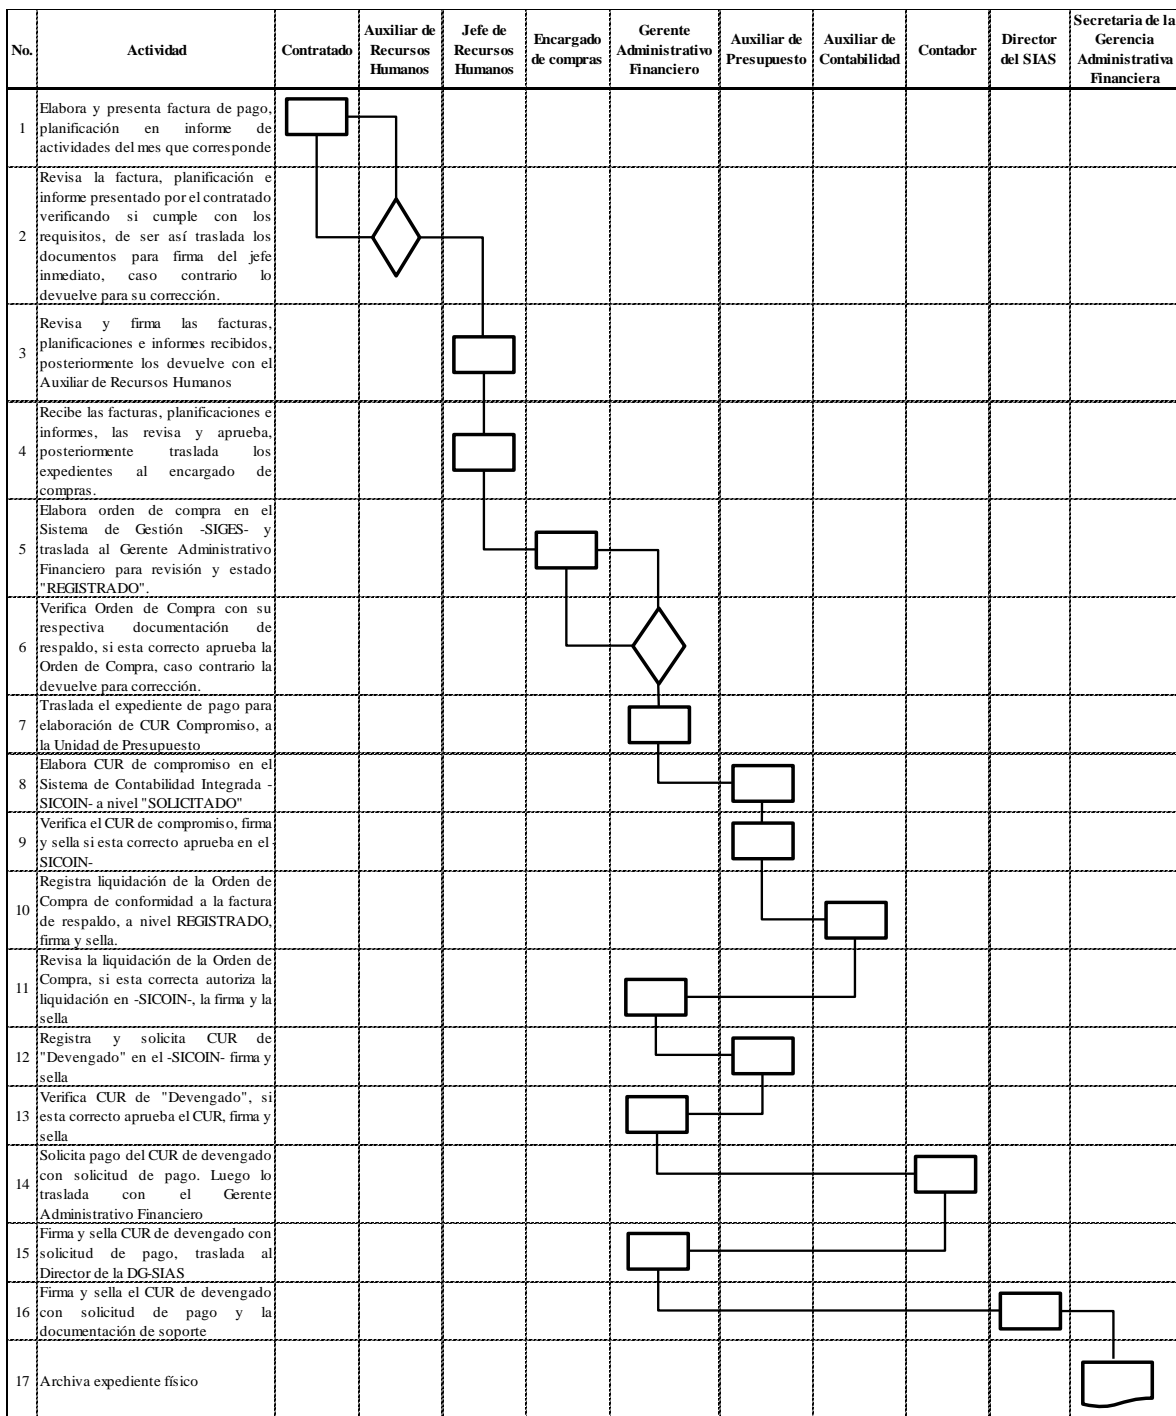 No.
Actividad
Contratado
Auxiliar de
Recursos
Humanos
Jefe de
Recursos
Humanos
Encargado
de compras
Gerente
Administrativo
Financiero
Auxiliar de
Presupuesto
Auxiliar de
Contabilidad
Contador
Director
del SIAS
Secretaria de la
Gerencia
Administrativa
Financiera
1
Elabora y presenta factura de pago,
planificación en informe de
actividades del mes que corresponde
2
Revisa la factura, planificación e
informe presentado por el contratado
verificando si cumple con los
requisitos, de ser así traslada los
documentos para firma del jefe
inmediato, caso contrario lo
devuelve para su corrección.
3
Revisa y firma las facturas,
planificaciones e informes recibidos,
posteriormente los devuelve con el
Auxiliar de Recursos Humanos
4
Recibe las facturas, planificaciones e
informes, las revisa y aprueba,
posteriormente traslada los
expedientes al encargado de
compras.
5
Elabora orden de compra en el
Sistema de Gestión -SIGES- y
traslada al Gerente Administrativo
Financiero para revisión y estado
"REGISTRADO".
6
Verifica Orden de Compra con su
respectiva documentación de
respaldo, si esta correcto aprueba la
Orden de Compra, caso contrario la
devuelve para corrección.
7
Traslada el expediente de pago para
elaboración de CUR Compromiso, a
la Unidad de Presupuesto
8
Elabora CUR de compromiso en el
Sistema de Contabilidad Integrada -
SICOIN- a nivel "SOLICITADO"
9
Verifica el CUR de compromiso, firma
y sella si esta correcto aprueba en el -
SICOIN-
10
Registra liquidación de la Orden de
Compra de conformidad a la factura
de respaldo, a nivel REGISTRADO,
firma y sella.
11
Revisa la liquidación de la Orden de
Compra, si esta correcta autoriza la
liquidación en -SICOIN-, la firma y la
sella
12
Registra y solicita CUR de
"Devengado" en el -SICOIN- firma y
sella
13
Verifica CUR de "Devengado", si
esta correcto aprueba el CUR, firma y
sella
14
Solicita pago del CUR de devengado
con solicitud de pago. Luego lo
traslada con el Gerente
Administrativo Financiero
15
Firma y sella CUR de devengado con
solicitud de pago, traslada al
Director de la DG-SIAS
16
Firma y sella el CUR de devengado
con solicitud de pago y la
documentación de soporte
17
Archiva expediente físico